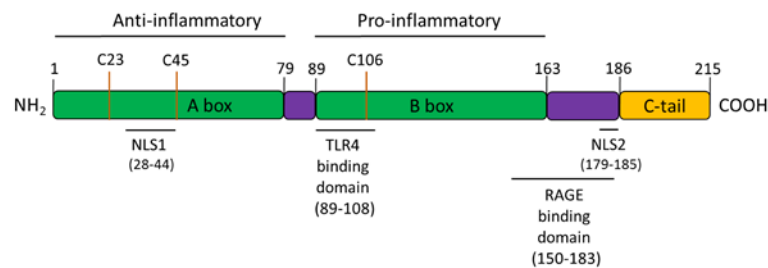 Anti-inflammatory Pro-inflammatory
C23 C45 C106
1 79 89 163 186 215
NH2 A box B box C-tail COOH
NLS1
(28-44)
TLR4
binding
domain
(89-108)
NLS2
(179-185)
RAGE
binding
domain
(150-183)